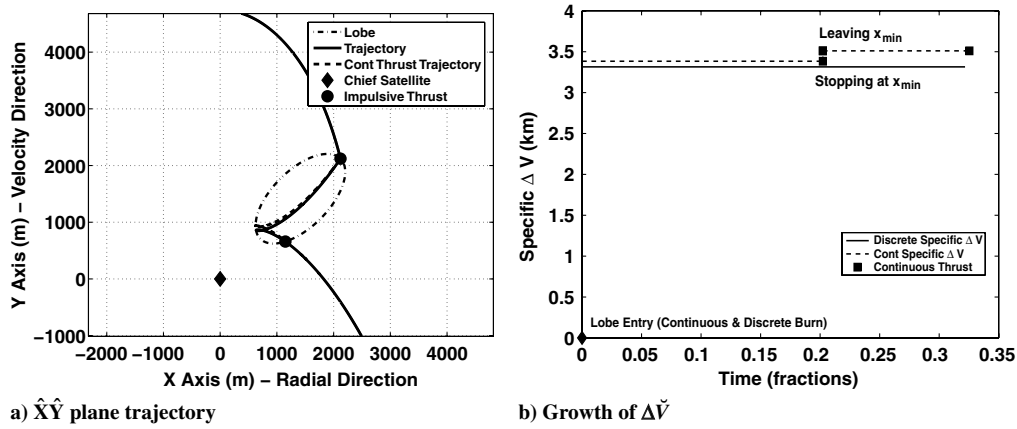 4000
3000
2000
1000
0
−1000
−2000 −1000 0 1000 2000 3000 4000
Y Axis (m) – Velocity Direction
X Axis (m) – Radial Direction
Lobe
Trajectory
Cont Thrust Trajectory
Chief Satellite
Impulsive Thrust
a) X̂Ŷ plane trajectory
4
3.5
3
2.5
2
1.5
1
0.5
0
0 0.05 0.1 0.15 0.2 0.25 0.3 0.35
Specific Δ V (km)
Time (fractions)
Leaving xmin
Stopping at xmin
Discrete Specific Δ V
Cont Specific Δ V
Continuous Thrust
Lobe Entry (Continuous & Discrete Burn)
b) Growth of ΔV̆